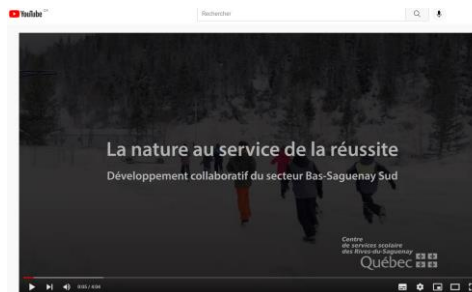 YouTube
Rechercher
La nature au service de la réussite
Développement collaboratif du secteur Bas-Saguenay Sud
Centre
de services scolaire
des Rives-du-Saguenay
Québec